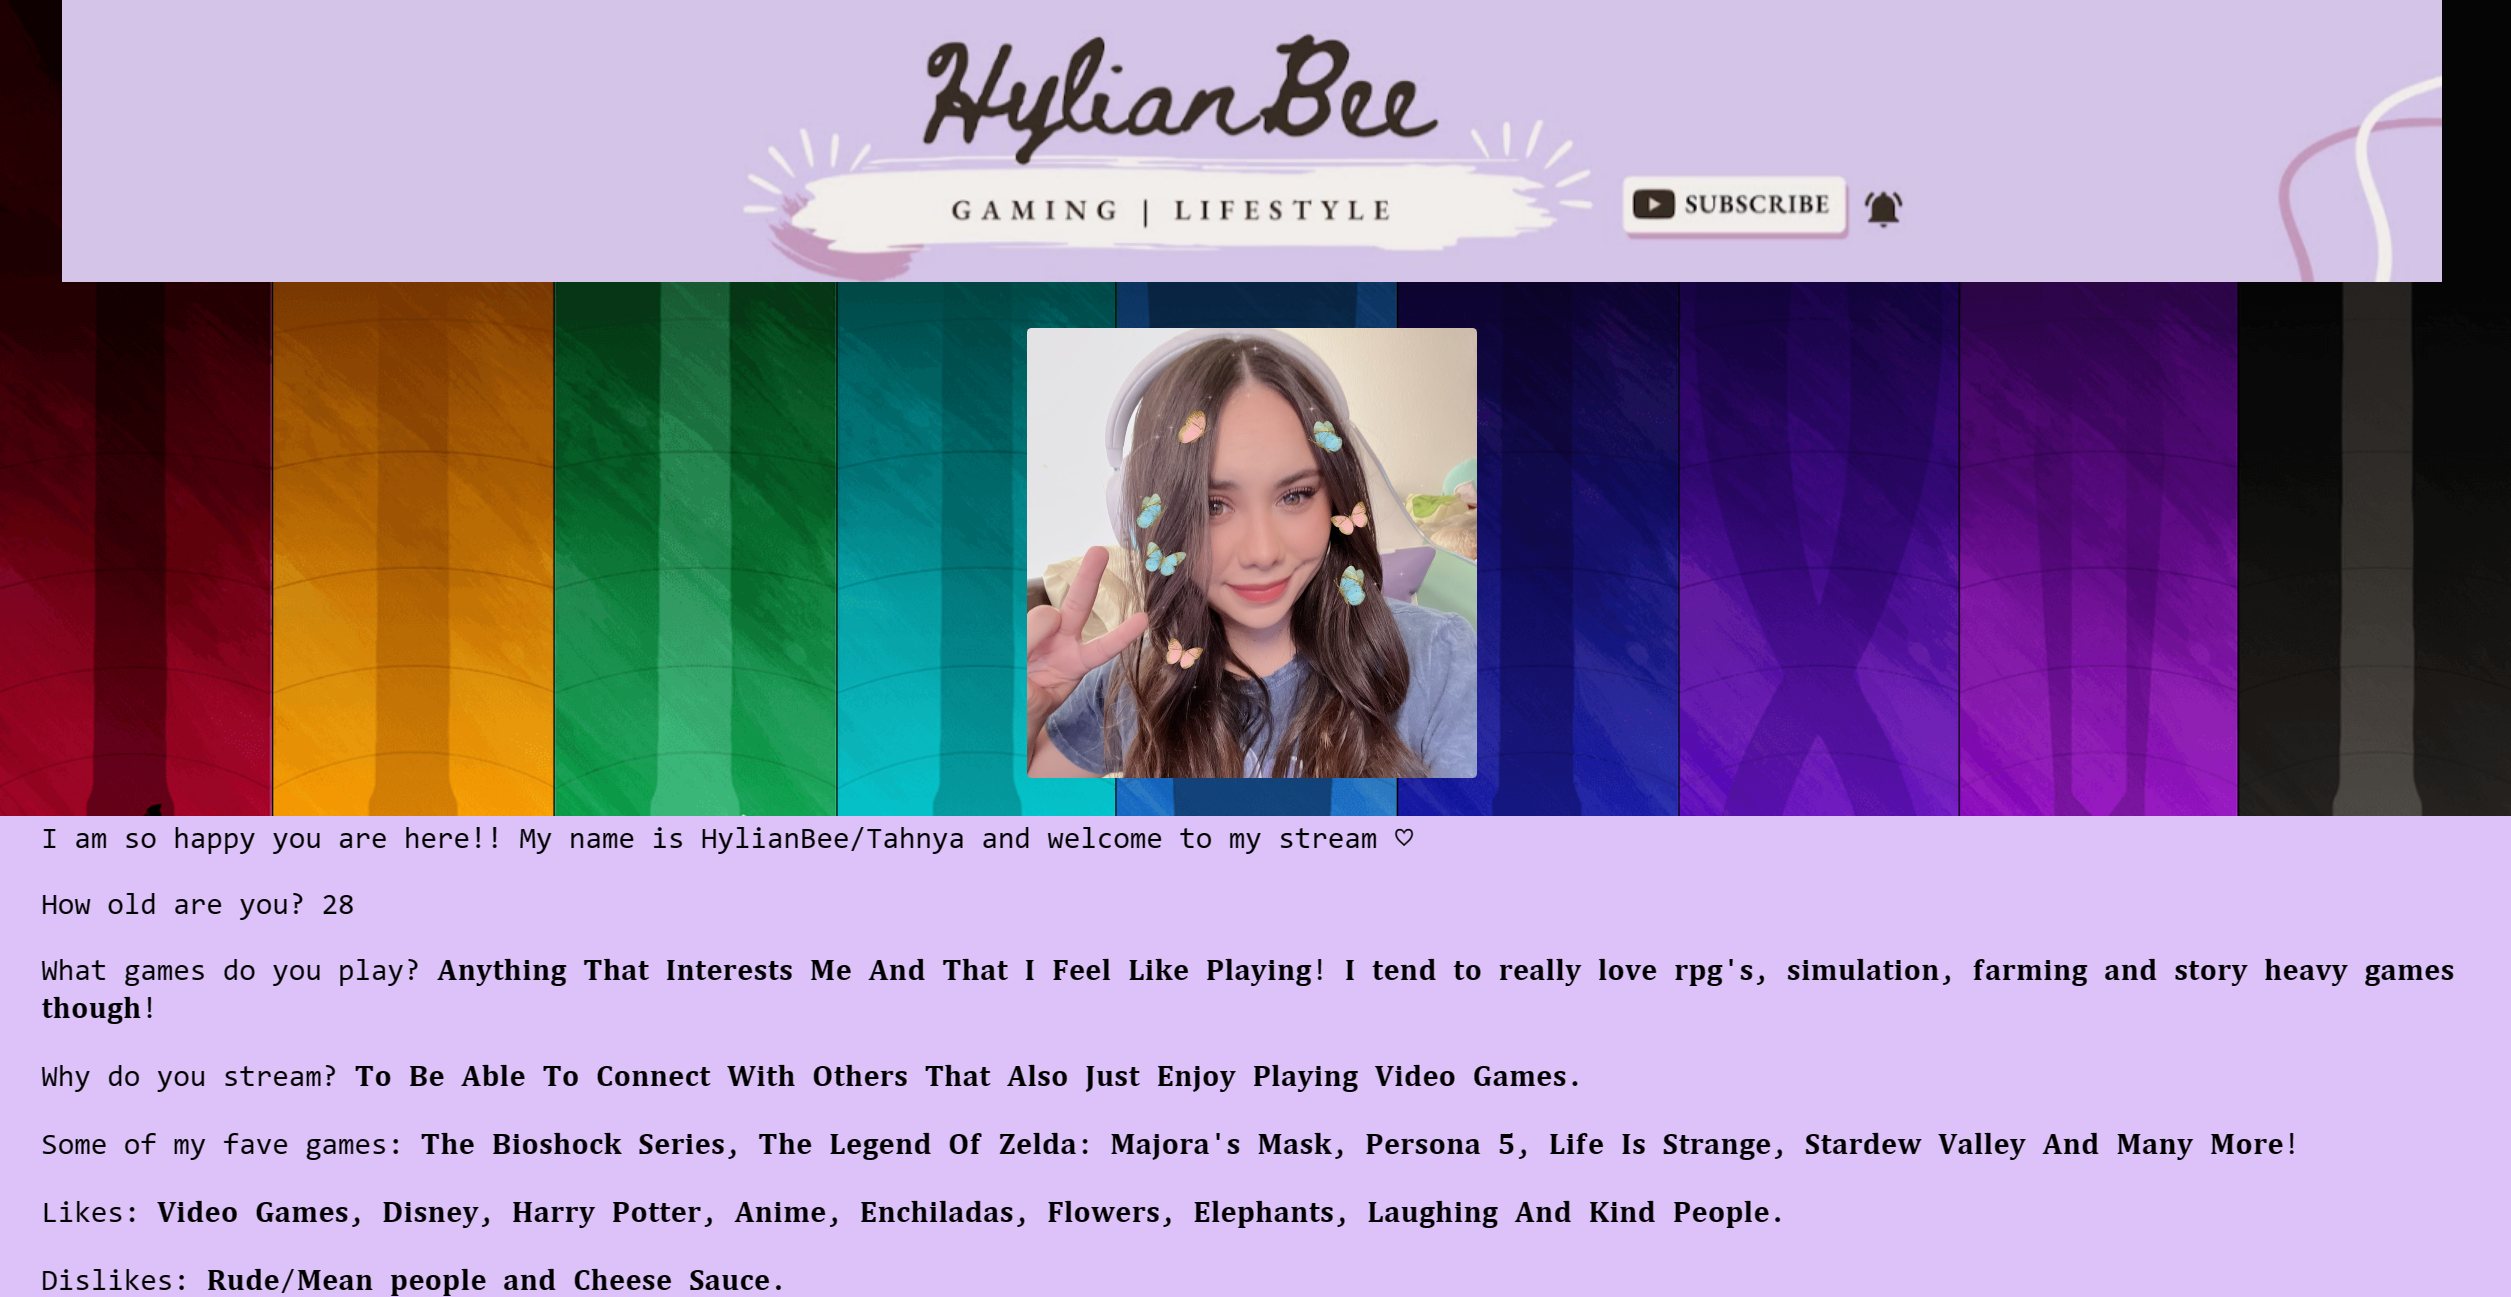 HylianBee
GAMING | LIFESTYLE
SUBSCRIBE
I am so happy you are here!! My name is HylianBee/Tahnya and welcome to my stream ♡
How old are you? 28
What games do you play? Anything That Interests Me And That I Feel Like Playing! I tend to really love rpg's, simulation, farming and story heavy games
though!
Why do you stream? To Be Able To Connect With Others That Also Just Enjoy Playing Video Games.
Some of my fave games: The Bioshock Series, The Legend Of Zelda: Majora's Mask, Persona 5, Life Is Strange, Stardew Valley And Many More!
Likes: Video Games, Disney, Harry Potter, Anime, Enchiladas, Flowers, Elephants, Laughing And Kind People.
Dislikes: Rude/Mean people and Cheese Sauce.